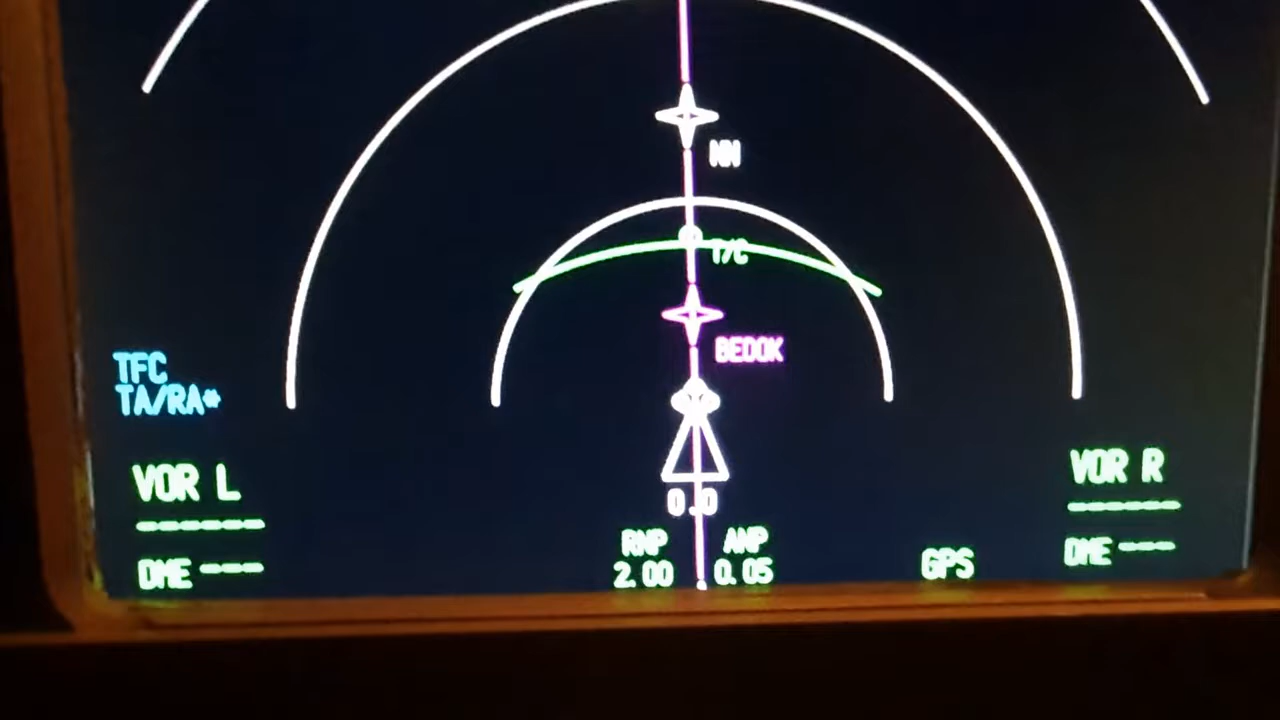 NN
T/C
BEDOK
TFC
TA/RA*
VOR L
------
DME ---
0.0
RNP
2.00
ANP
0.05
GPS
VOR R
------
DME ---